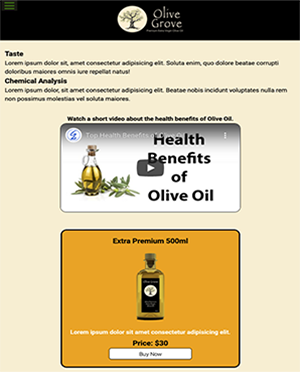 Olive
Grove
Premium Extra Virgin Olive Oil
Taste
Lorem ipsum dolor sit, amet consectetur adipisicing elit. Soluta enim, quo dolore beatae corrupti
doloribus maiores omnis iure repellat natus!
Chemical Analysis
Lorem ipsum dolor sit, amet consectetur adipisicing elit. Beatae nobis incidunt voluptates nulla rem
non possimus molestias vel soluta maiores.
Watch a short video about the health benefits of Olive Oil.
Top Health Benefits of Olive Oil
Health
Benefits
of
Olive Oil
Extra Premium 500ml
Lorem ipsum dolor sit amet consectetur adipisicing elit.
Price: $30
Buy Now